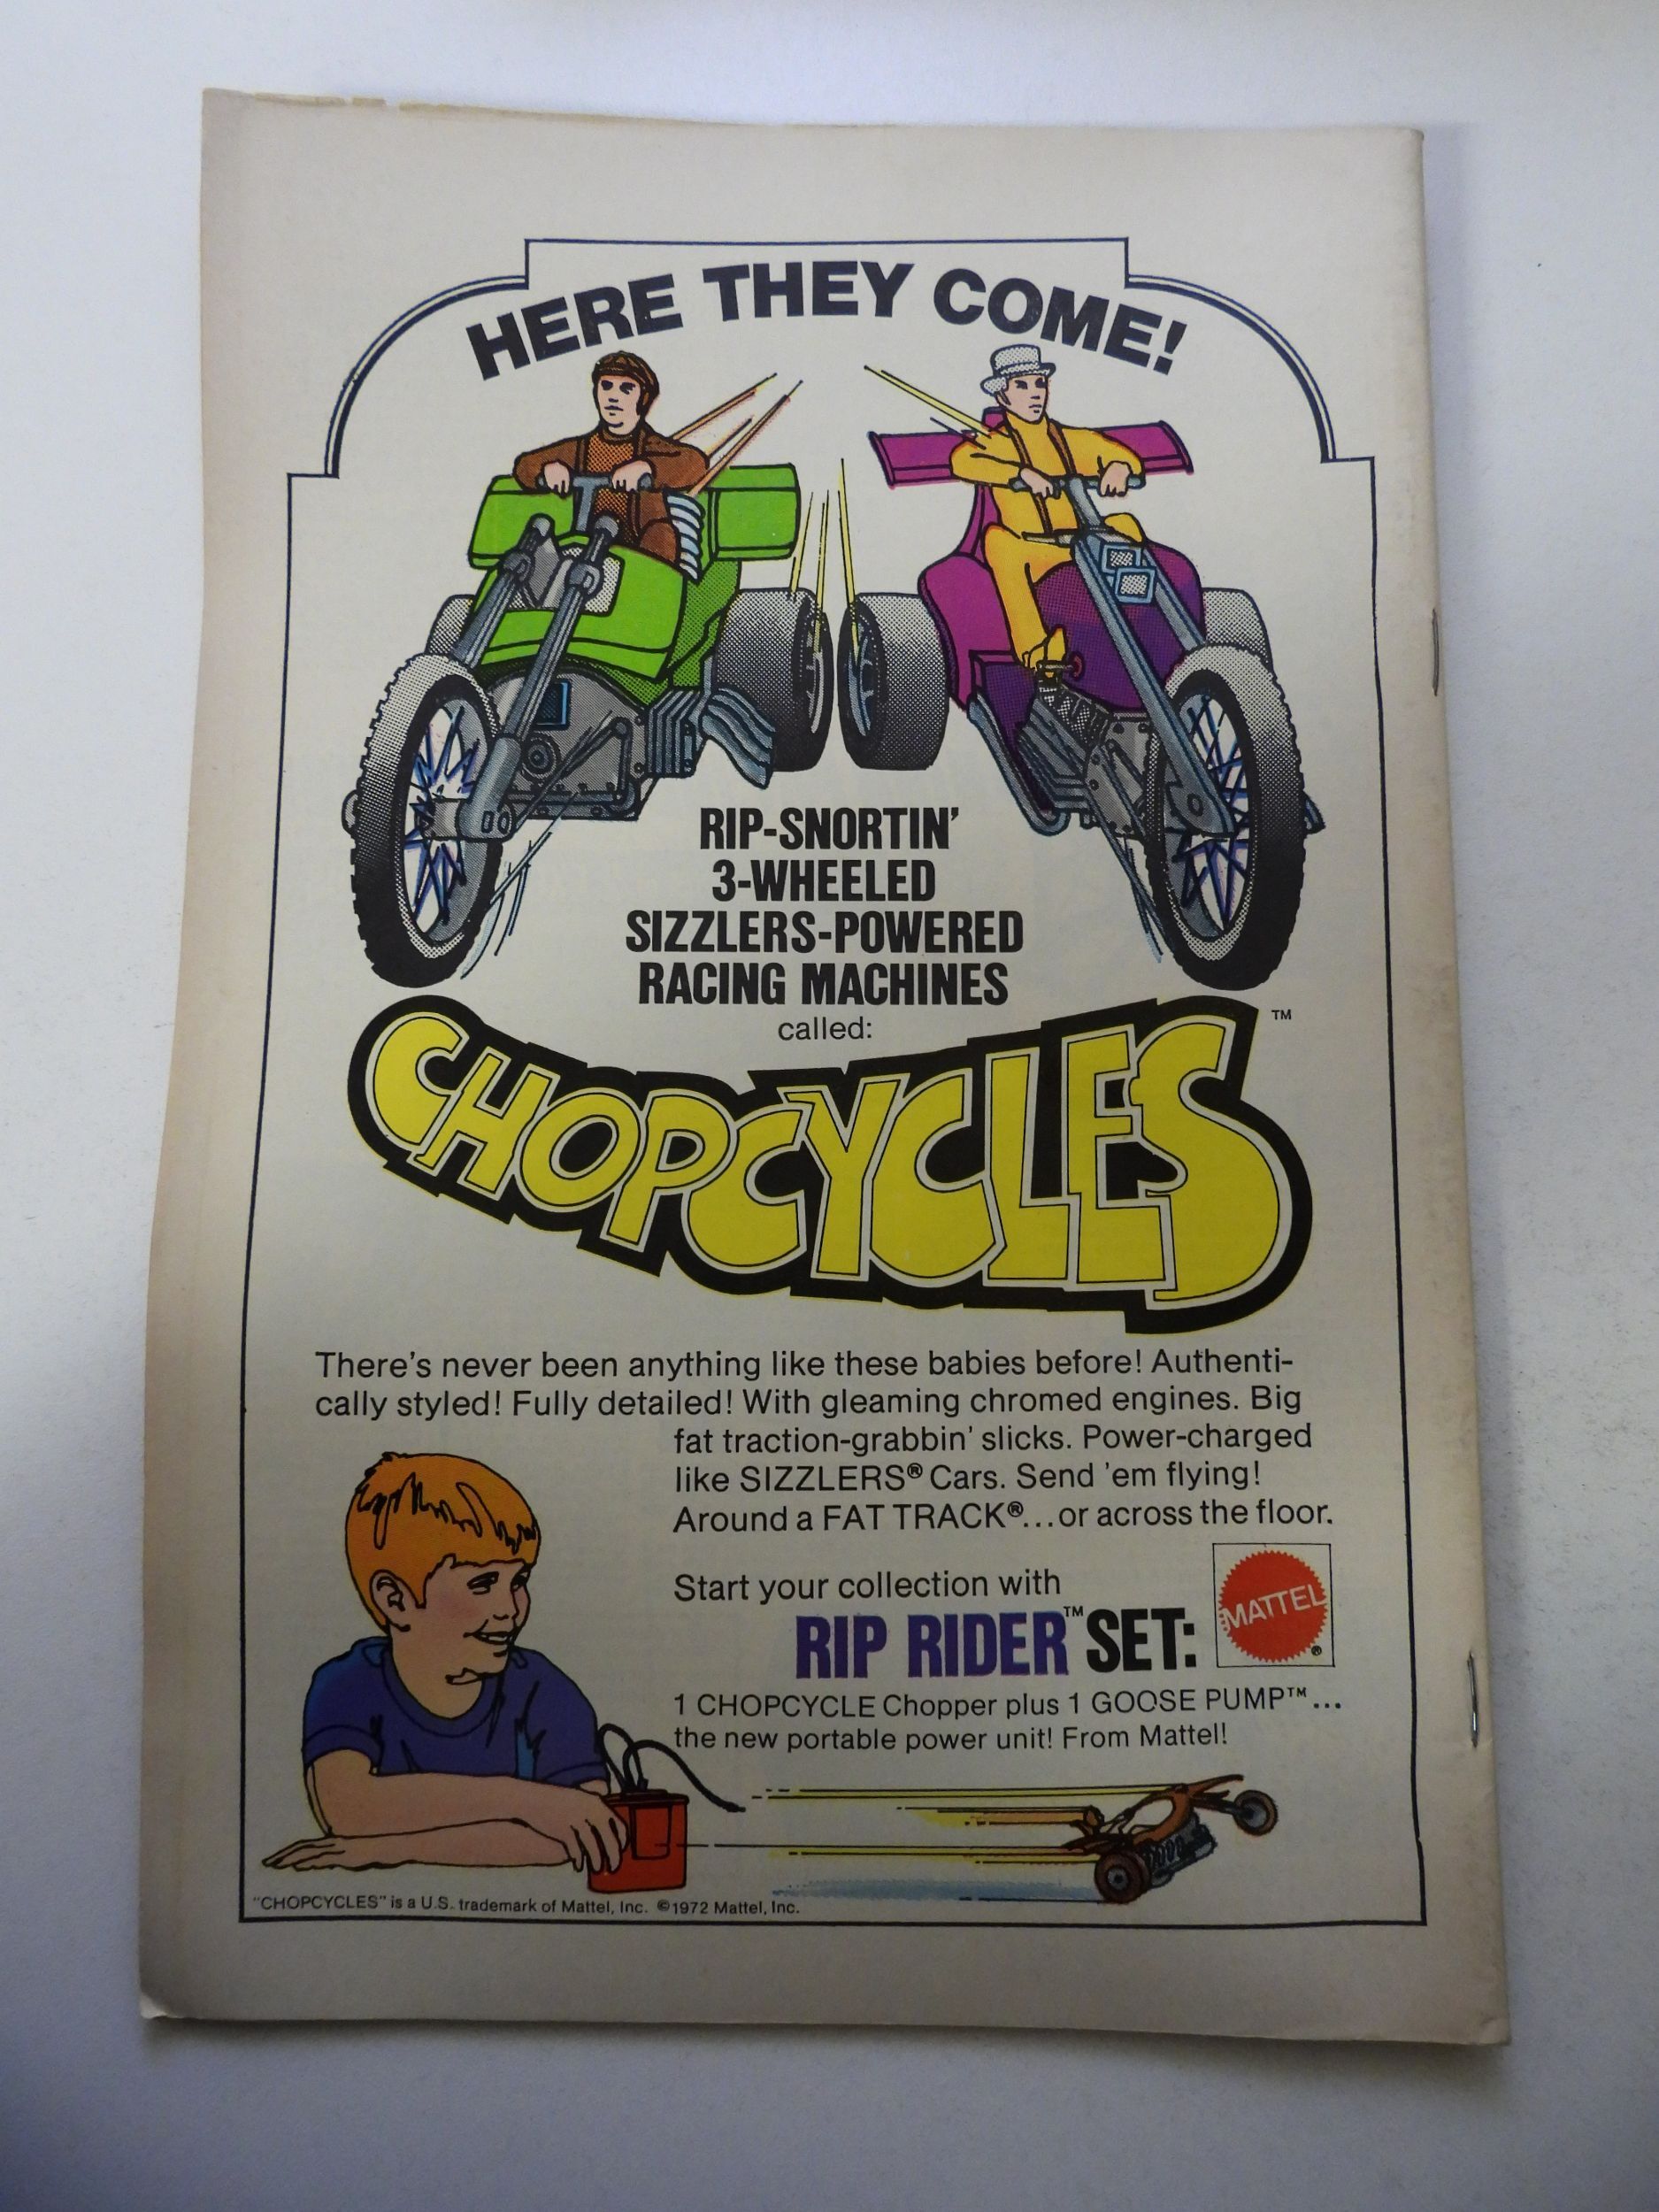 HERE THEY COME!
RIP-SNORTIN'
3-WHEELED
SIZZLERS-POWERED
RACING MACHINES
called:
CHOPCYCLES™
There's never been anything like these babies before! Authenti-
cally styled! Fully detailed! With gleaming chromed engines. Big
fat traction-grabbin' slicks. Power-charged
like SIZZLERS® Cars. Send 'em flying!
Around a FAT TRACK®...or across the floor.
Start your collection with
RIP RIDER™ SET:
MATTEL®
1 CHOPCYCLE Chopper plus 1 GOOSE PUMP™...
the new portable power unit! From Mattel!
"CHOPCYCLES" is a U.S. trademark of Mattel, Inc. ©1972 Mattel, Inc.